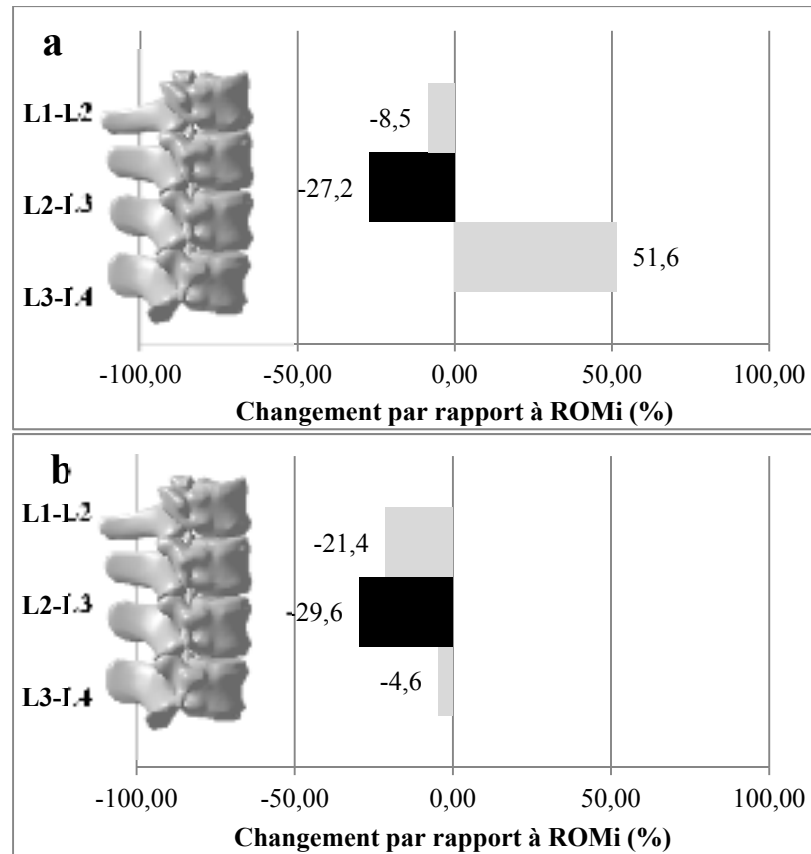 a
L1-L2
-8,5
L2-L3
-27,2
51,6
L3-L4
-100,00 -50,00 0,00 50,00 100,00
Changement par rapport à ROMi (%)
b
L1-L2
-21,4
L2-L3
-29,6
-4,6
L3-L4
-100,00 -50,00 0,00 50,00 100,00
Changement par rapport à ROMi (%)